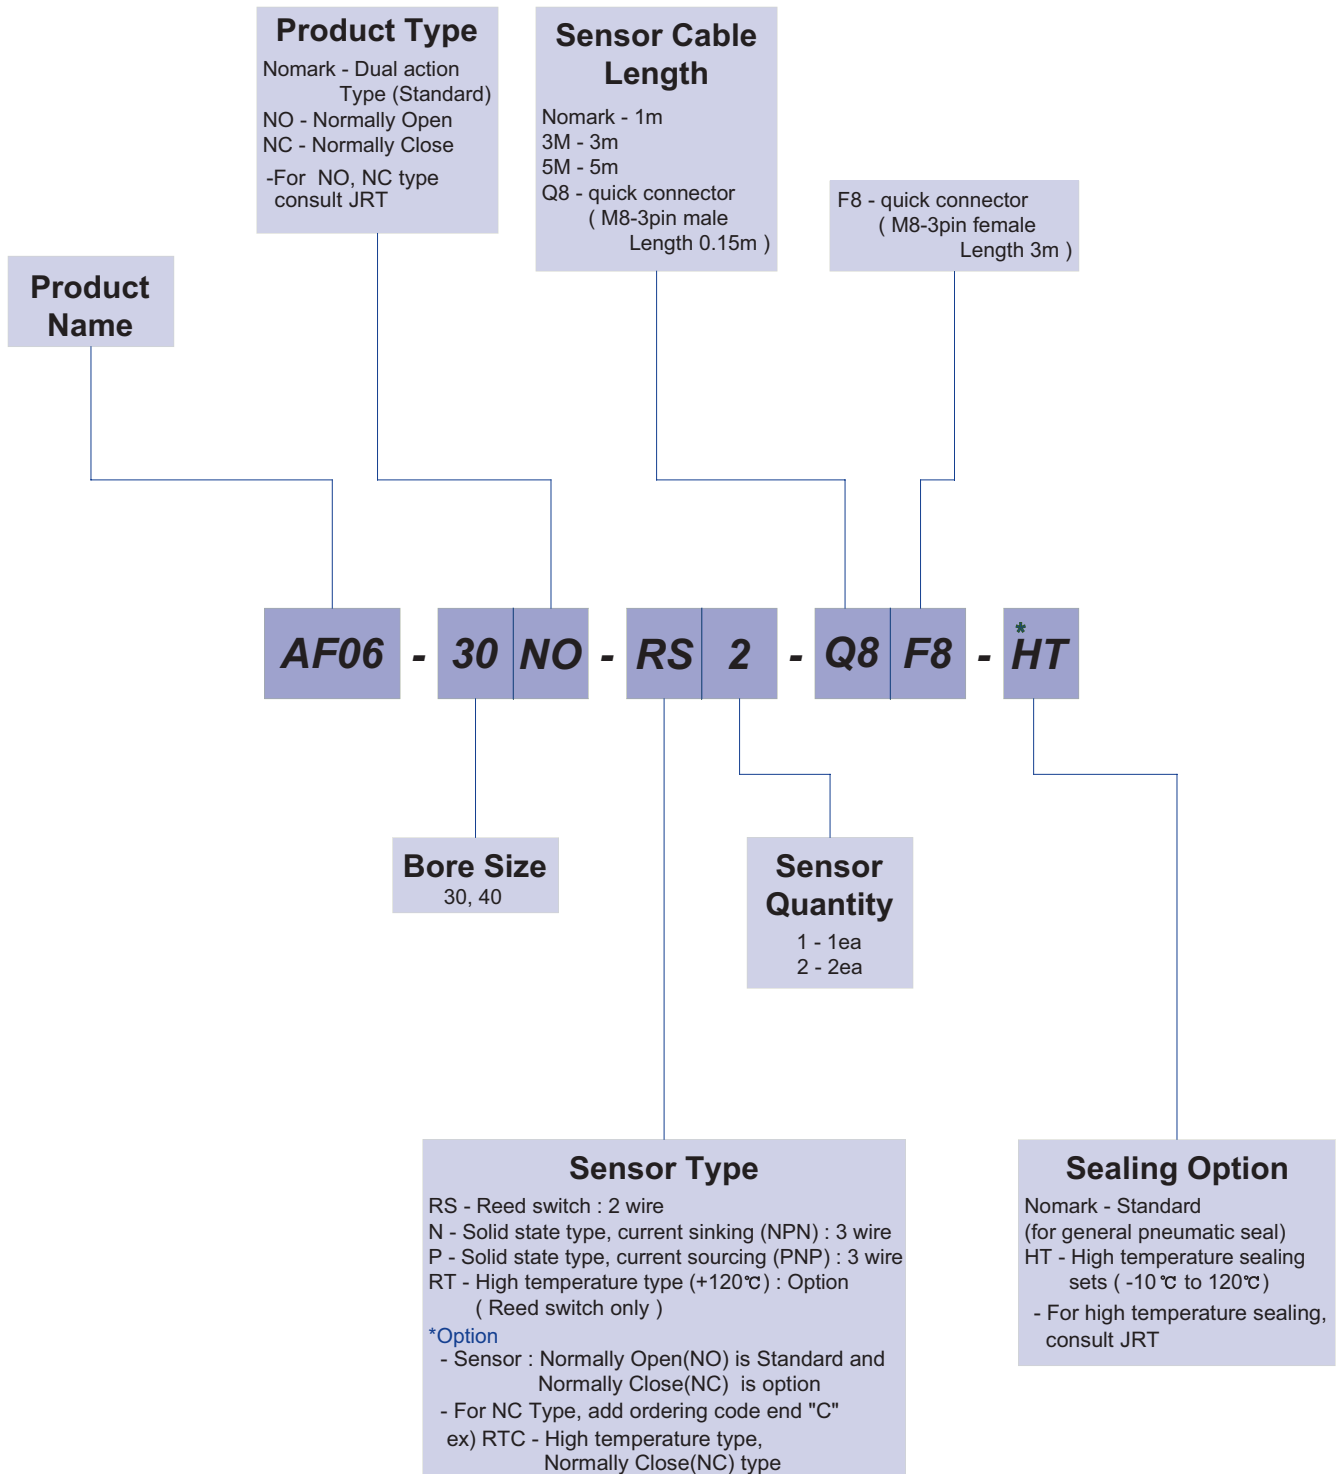 Product Type
Nomark - Dual action
Type (Standard)
NO - Normally Open
NC - Normally Close
-For NO, NC type
consult JRT
Sensor Cable
Length
Nomark - 1m
3M - 3m
5M - 5m
Q8 - quick connector
( M8-3pin male
Length 0.15m )
F8 - quick connector
( M8-3pin female
Length 3m )
Product
Name
AF06 - 30 NO - RS 2 - Q8 F8 - *HT
Bore Size
30, 40
Sensor
Quantity
1 - 1ea
2 - 2ea
Sensor Type
RS - Reed switch : 2 wire
N - Solid state type, current sinking (NPN) : 3 wire
P - Solid state type, current sourcing (PNP) : 3 wire
RT - High temperature type (+120℃) : Option
( Reed switch only )
*Option
- Sensor : Normally Open(NO) is Standard and
Normally Close(NC) is option
- For NC Type, add ordering code end "C"
ex) RTC - High temperature type,
Normally Close(NC) type
Sealing Option
Nomark - Standard
(for general pneumatic seal)
HT - High temperature sealing
sets ( -10℃ to 120℃)
- For high temperature sealing,
consult JRT